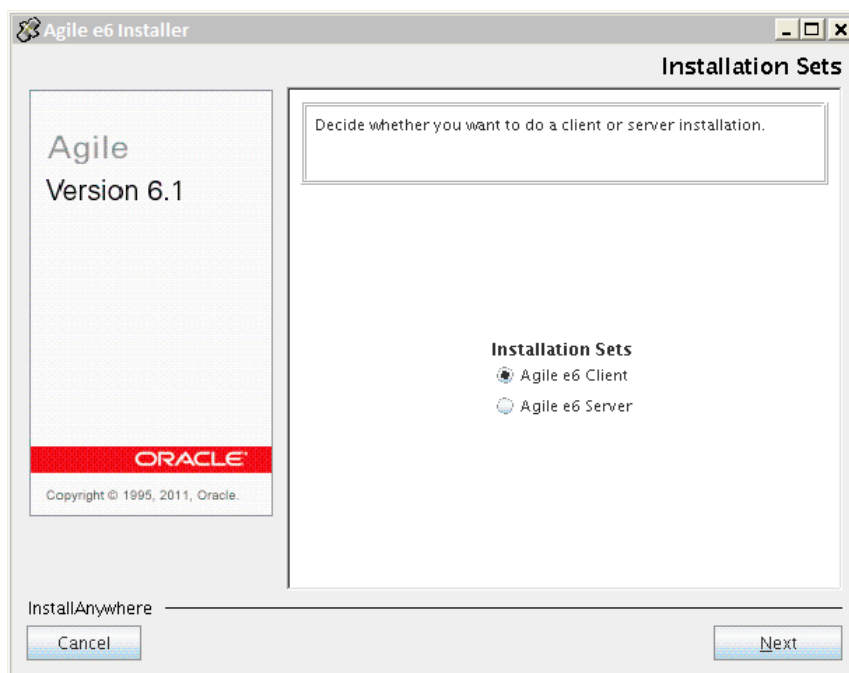 Agile e6 Installer
Installation Sets
Agile
Version 6.1
ORACLE®
Copyright © 1995, 2011, Oracle.
Decide whether you want to do a client or server installation.
Installation Sets
Agile e6 Client
Agile e6 Server
InstallAnywhere
Cancel
Next